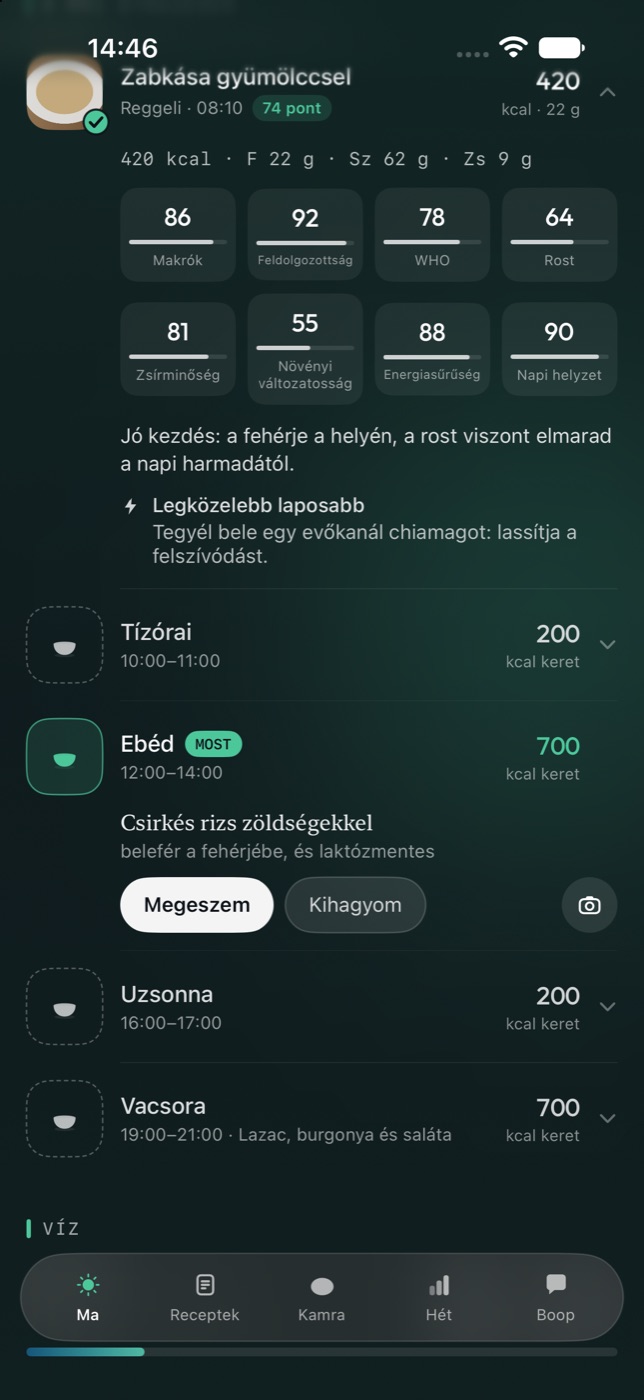 14:46
Zabkása gyümölccsel
420
Reggeli · 08:10 74 pont
kcal · 22 g
420 kcal · F 22 g · Sz 62 g · Zs 9 g
86
Makrók
92
Feldolgozottság
78
WHO
64
Rost
81
Zsírminőség
55
Növényi
változatosság
88
Energiasűrűség
90
Napi helyzet
Jó kezdés: a fehérje a helyén, a rost viszont elmarad
a napi harmadától.
Legközelebb laposabb
Tegyél bele egy evőkanál chiamagot: lassítja a
felszívódást.
Tízórai
200
10:00–11:00
kcal keret
Ebéd MOST
700
12:00–14:00
kcal keret
Csirkés rizs zöldségekkel
belefér a fehérjébe, és laktózmentes
Megeszem
Kihagyom
Uzsonna
200
16:00–17:00
kcal keret
Vacsora
700
19:00–21:00 · Lazac, burgonya és saláta
kcal keret
VÍZ
Ma
Receptek
Kamra
Hét
Boop